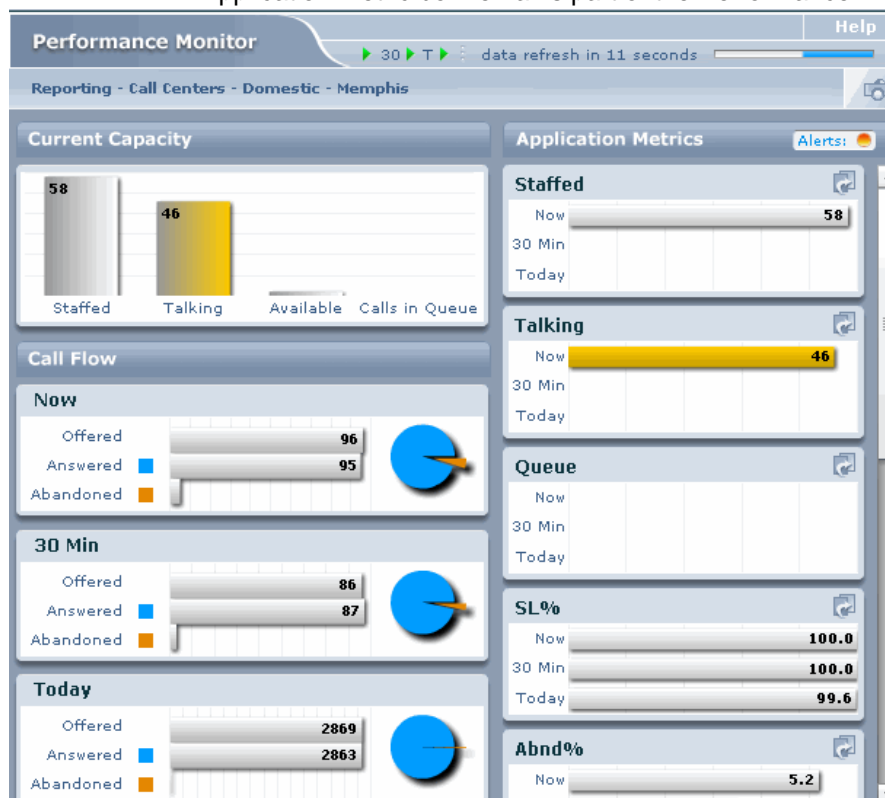 Performance Monitor
Help
30 T data refresh in 11 seconds
Reporting - Call Centers - Domestic - Memphis
Current Capacity
58
46
Staffed Talking Available Calls in Queue
Call Flow
Now
Offered 96
Answered 95
Abandoned
30 Min
Offered 86
Answered 87
Abandoned
Today
Offered 2869
Answered 2863
Abandoned
Application Metrics Alerts:
Staffed
Now 58
30 Min
Today
Talking
Now 46
30 Min
Today
Queue
Now
30 Min
Today
SL%
Now 100.0
30 Min 100.0
Today 99.6
Abnd%
Now 5.2